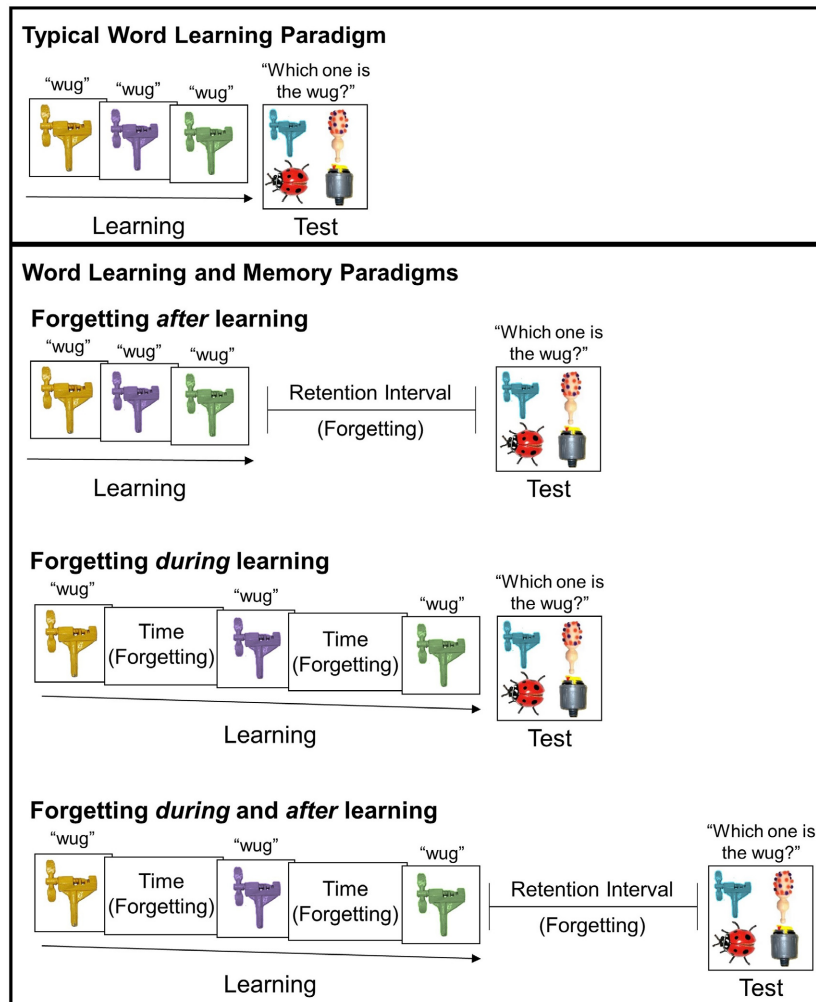 Typical Word Learning Paradigm
“wug”
“wug”
“wug”
“Which one is
the wug?”
Learning
Test
Word Learning and Memory Paradigms
Forgetting after learning
“wug”
“wug”
“wug”
Retention Interval
(Forgetting)
“Which one is
the wug?”
Learning
Test
Forgetting during learning
“wug”
Time
(Forgetting)
“wug”
Time
(Forgetting)
“wug”
“Which one is
the wug?”
Learning
Test
Forgetting during and after learning
“wug”
Time
(Forgetting)
“wug”
Time
(Forgetting)
“wug”
Retention Interval
(Forgetting)
“Which one is
the wug?”
Learning
Test